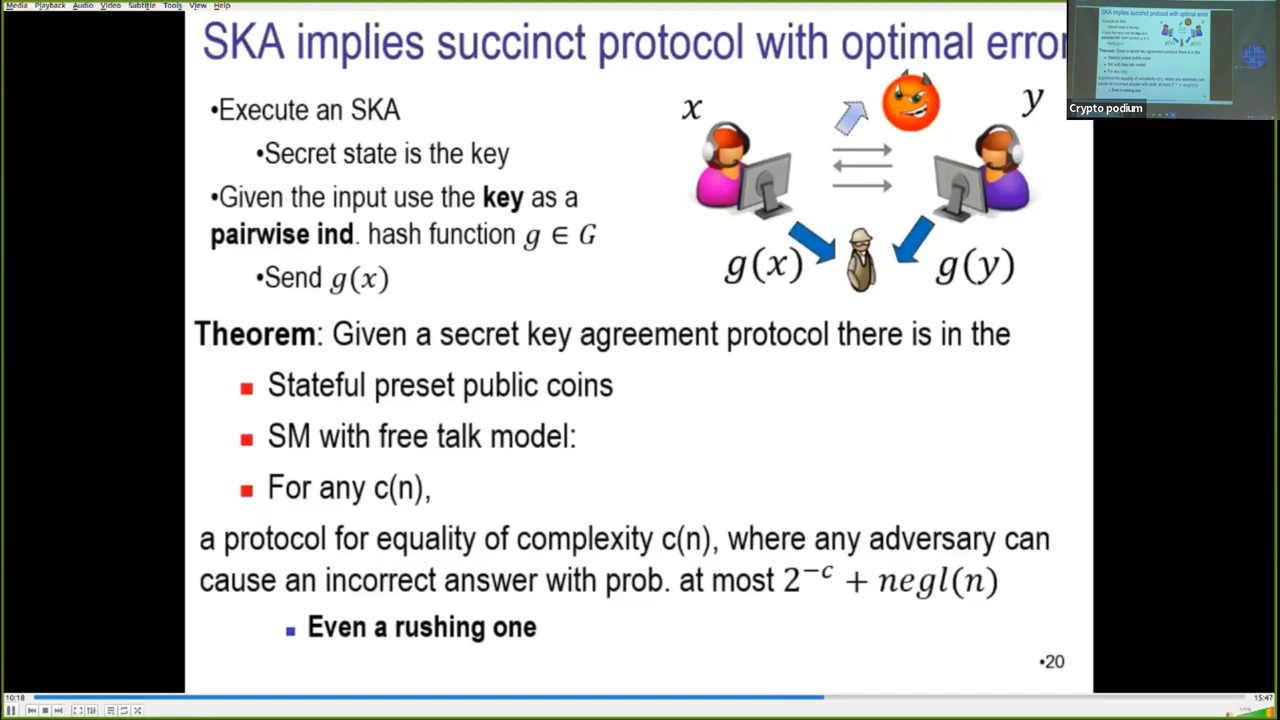 Media Playback Audio Video Subtitle Tools View Help
SKA implies succinct protocol with optimal error
•Execute an SKA
•Secret state is the key
•Given the input use the key as a
pairwise ind. hash function g ∈ G
•Send g(x)
x
y
g(x)
g(y)
Theorem: Given a secret key agreement protocol there is in the
Stateful preset public coins
SM with free talk model:
For any c(n),
a protocol for equality of complexity c(n), where any adversary can
cause an incorrect answer with prob. at most 2^{-c} + negl(n)
Even a rushing one
•20
Crypto podium
10:18
15:47